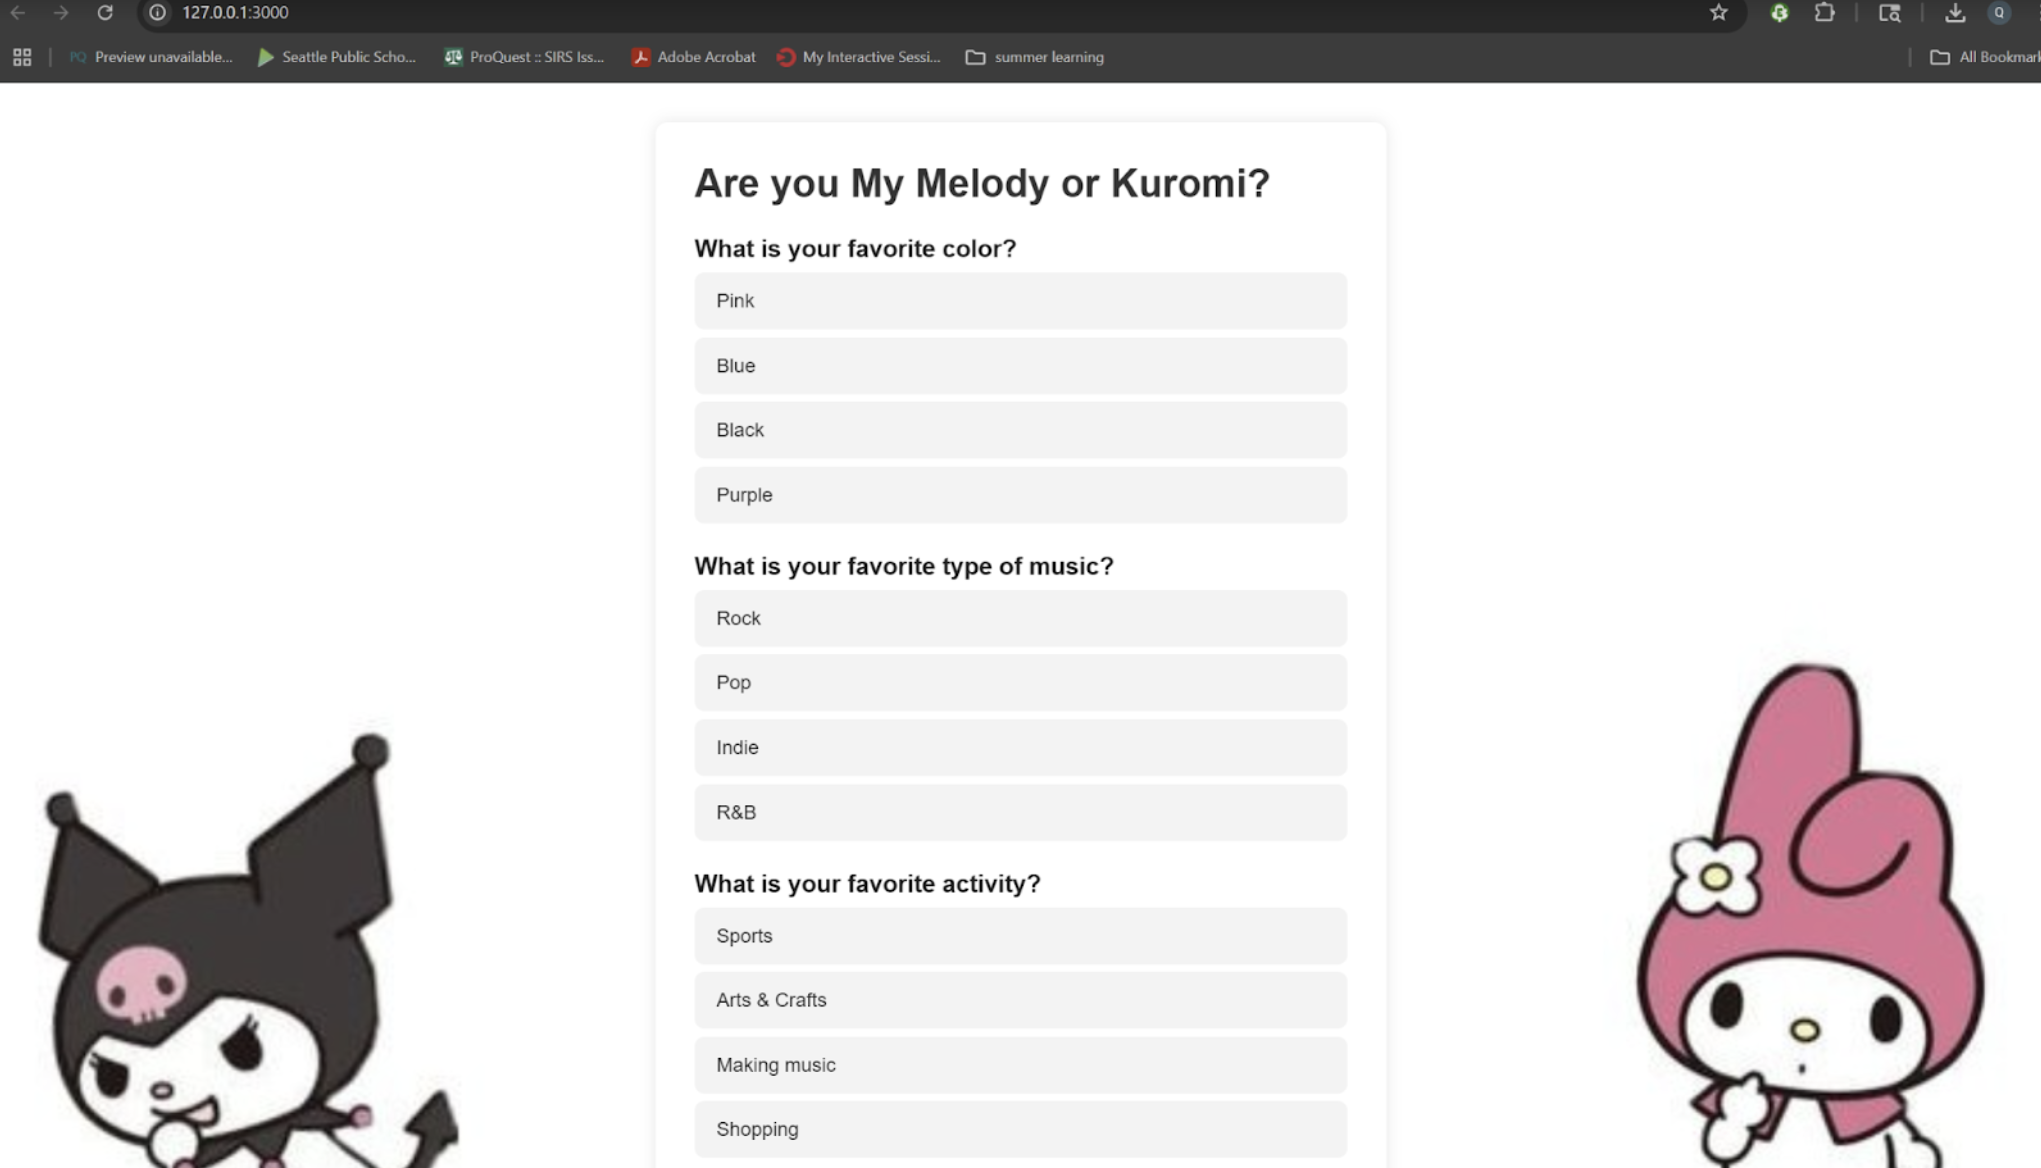 127.0.0.1:3000
Q
Preview unavailable...
Seattle Public Scho...
ProQuest :: SIRS Iss...
Adobe Acrobat
My Interactive Sessi...
summer learning
All Bookmark
Are you My Melody or Kuromi?
What is your favorite color?
Pink
Blue
Black
Purple
What is your favorite type of music?
Rock
Pop
Indie
R&B
What is your favorite activity?
Sports
Arts & Crafts
Making music
Shopping